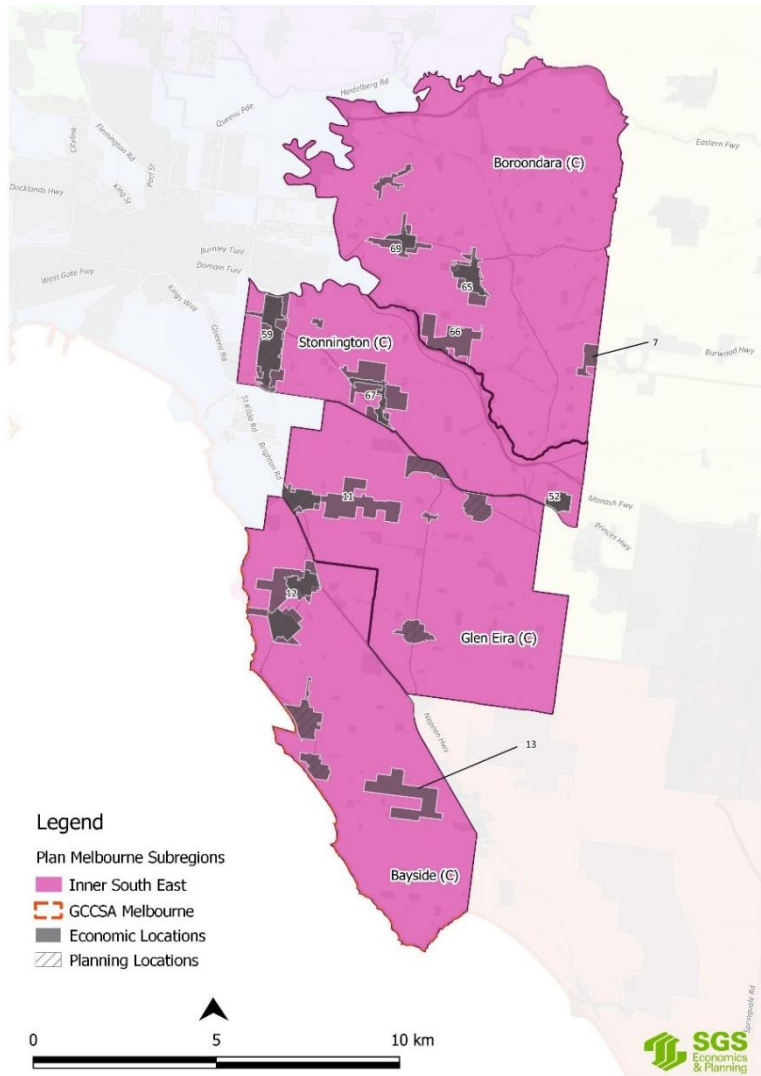 Heidelberg Rd
Queens Pde
Citylink
Flemington Rd
Peel St
King St
Docklands Hwy
Boroondara (C)
Eastern Fwy
69
Burnley Tunl
Domain Tunl
West Gate Fwy
Kings Way
65
Queens Rd
59
Stonnington (C)
66
7
Burwood Hwy
67
St Kilda Rd
Brighton Rd
11
52
Monash Fwy
Princes Hwy
12
Glen Eira (C)
Nepean Hwy
13
Bayside (C)
Legend
Plan Melbourne Subregions
Inner South East
GCCSA Melbourne
Economic Locations
Planning Locations
0 5 10 km
Springvale Rd
SGS
Economics
& Planning